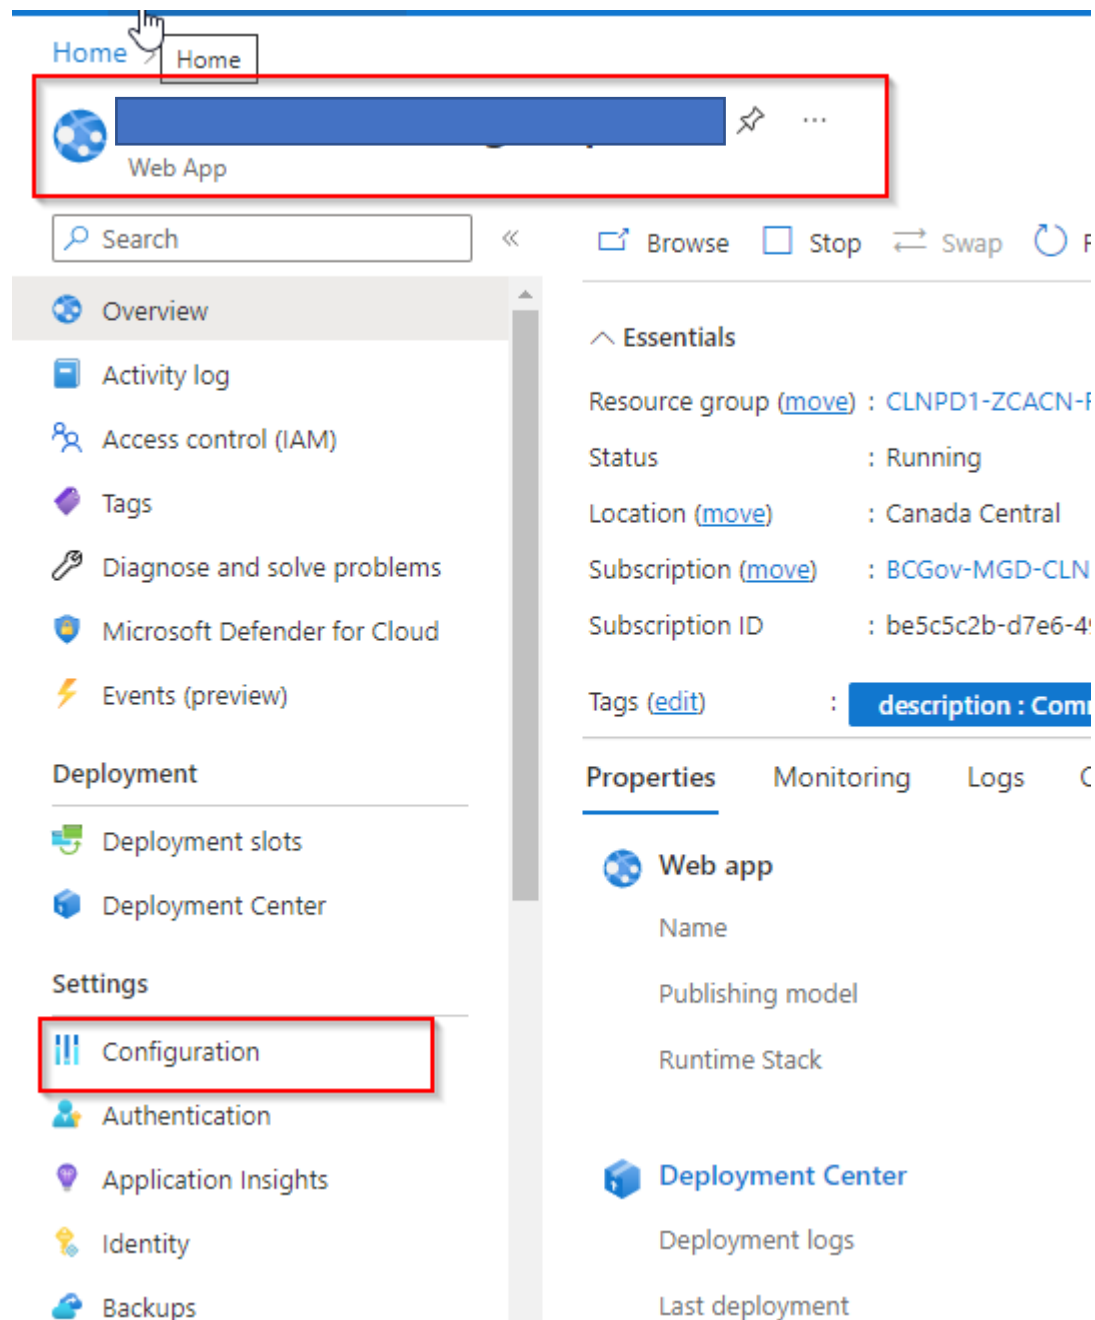 Home
Home
Web App
Search
Browse Stop Swap
Overview
Essentials
Activity log
Resource group (move) : CLNPD1-ZCACN-
Access control (IAM)
Status : Running
Tags
Location (move) : Canada Central
Diagnose and solve problems
Subscription (move) : BCGov-MGD-CLN
Microsoft Defender for Cloud
Subscription ID : be5c5c2b-d7e6-4
Events (preview)
Tags (edit) : description : Com
Deployment
Properties Monitoring Logs
Deployment slots
Web app
Deployment Center
Name
Settings
Publishing model
Configuration
Runtime Stack
Authentication
Application Insights
Deployment Center
Identity
Deployment logs
Backups
Last deployment